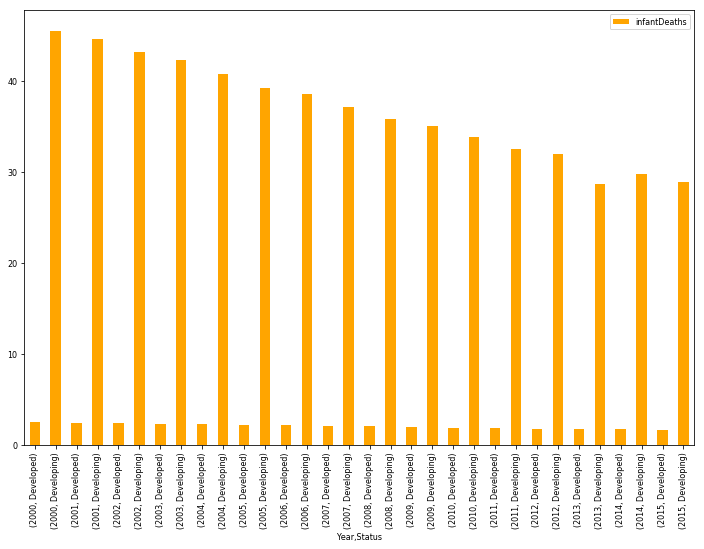 infantDeaths
40
30
20
10
0
(2000, Developed)
(2000, Developing)
(2001, Developed)
(2001, Developing)
(2002, Developed)
(2002, Developing)
(2003, Developed)
(2003, Developing)
(2004, Developed)
(2004, Developing)
(2005, Developed)
(2005, Developing)
(2006, Developed)
(2006, Developing)
(2007, Developed)
(2007, Developing)
(2008, Developed)
(2008, Developing)
(2009, Developed)
(2009, Developing)
(2010, Developed)
(2010, Developing)
(2011, Developed)
(2011, Developing)
(2012, Developed)
(2012, Developing)
(2013, Developed)
(2013, Developing)
(2014, Developed)
(2014, Developing)
(2015, Developed)
(2015, Developing)
Year,Status